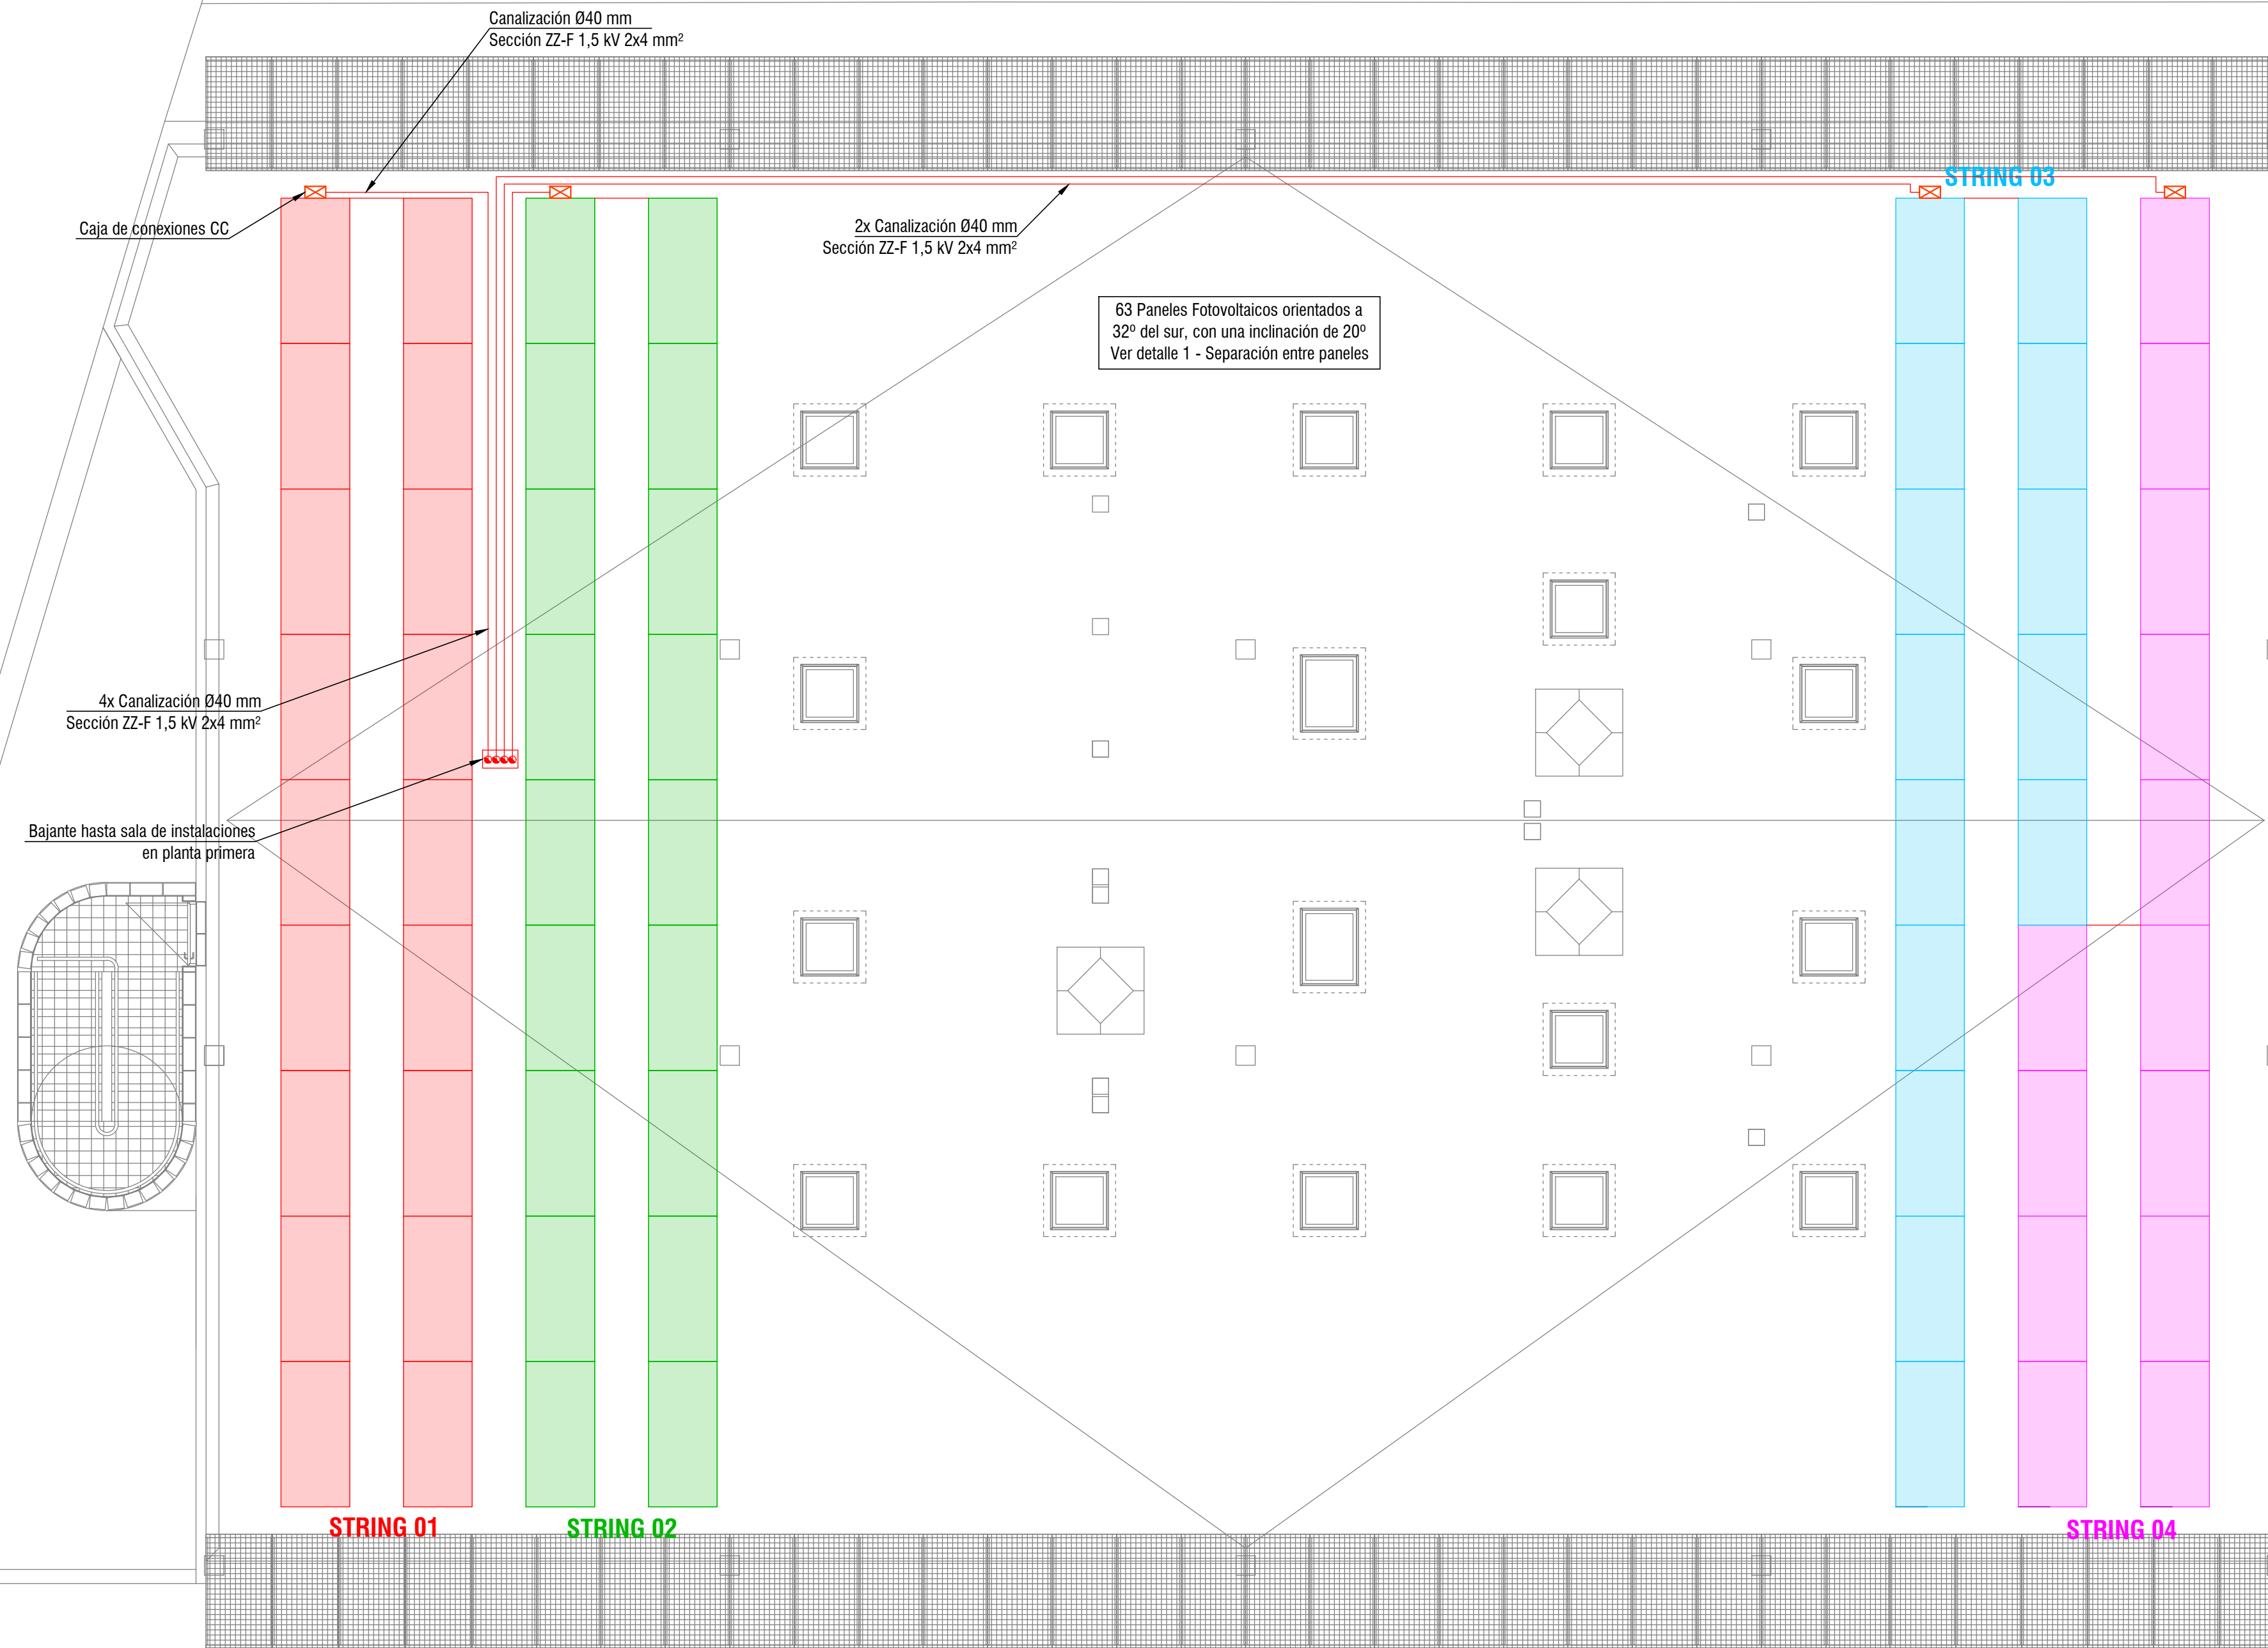 Canalización Ø40 mm
Sección ZZ-F 1,5 kV 2x4 mm²
STRING 03
Caja de conexiones CC
2x Canalización Ø40 mm
Sección ZZ-F 1,5 kV 2x4 mm²
63 Paneles Fotovoltaicos orientados a
32º del sur, con una inclinación de 20º
Ver detalle 1 - Separación entre paneles
4x Canalización Ø40 mm
Sección ZZ-F 1,5 kV 2x4 mm²
Bajante hasta sala de instalaciones
en planta primera
STRING 01
STRING 02
STRING 04